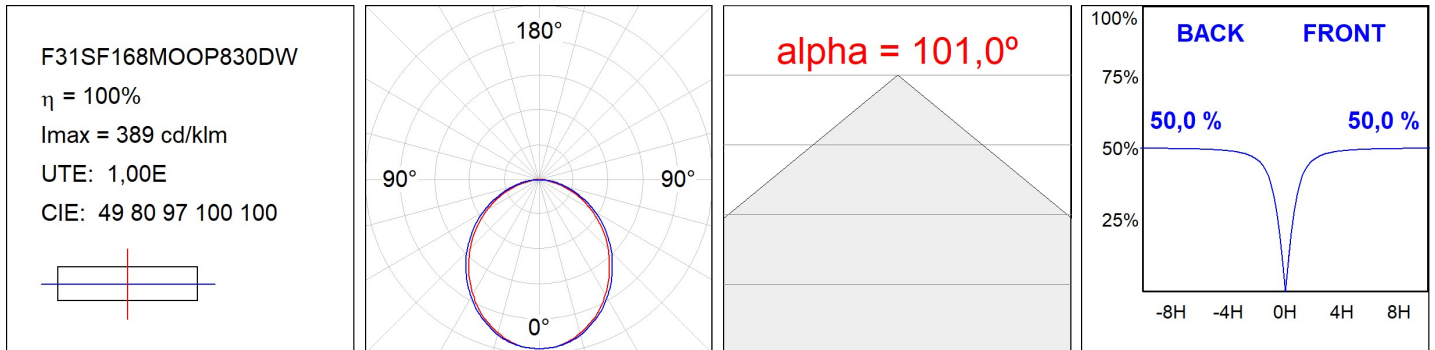 F31SF168MOOP830DW
η = 100%
Imax = 389 cd/klm
UTE: 1,00E
CIE: 49 80 97 100 100
180°
90° 90°
0°
alpha = 101,0º
100%
BACK FRONT
75%
50,0 % 50,0 %
50%
25%
-8H -4H 0H 4H 8H